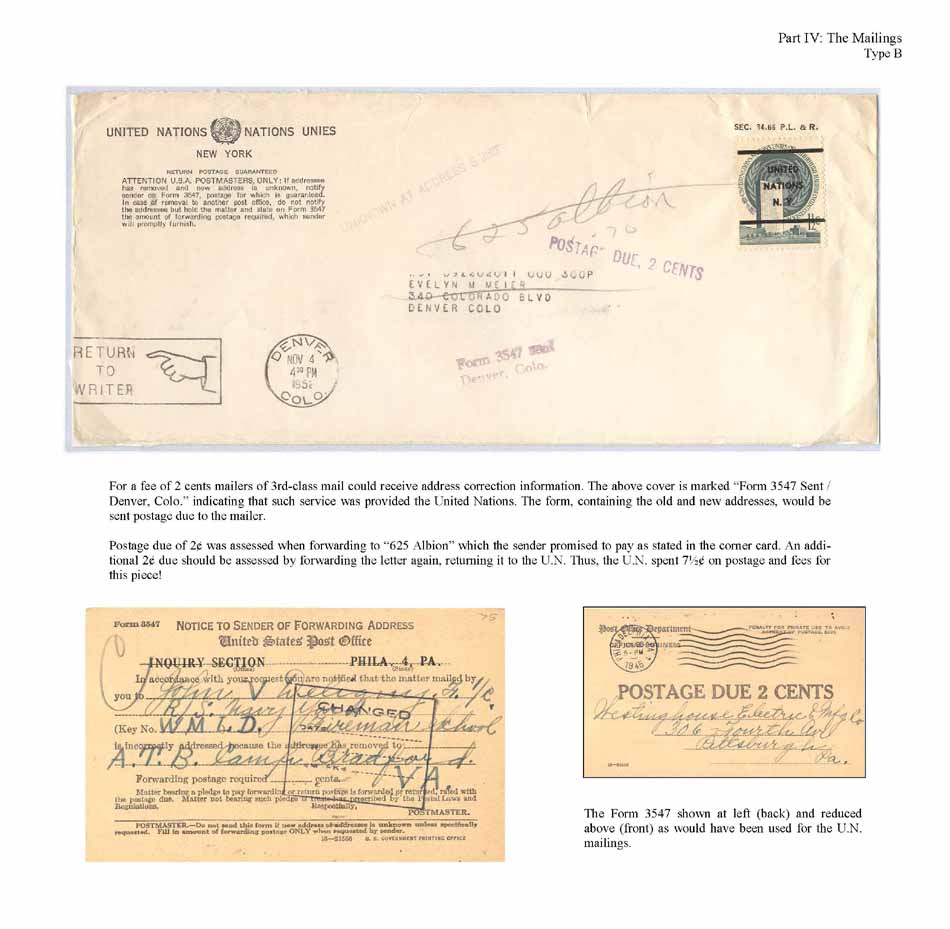 Part IV: The Mailings
Type B
UNITED NATIONS NATIONS UNIES
NEW YORK
RETURN POSTAGE GUARANTEED
ATTENTION U.S.A. POSTMASTERS, ONLY: If addressee
has removed and new address is unknown, notify
sender on Form 3547, postage for which is guaranteed.
In case of removal to another post office, do not notify
the addressee but hold the matter and state on Form 3547
the amount of forwarding postage required, which sender
will promptly furnish.
SEC. 34.66 P.L. & R.
UNITED
NATIONS
N. Y.
1½c
UNKNOWN AT ADDRESS
625 Albion
POSTAGE DUE, 2 CENTS
000 300P
EVELYN M MEIER
340 COLORADO BLVD
DENVER COLO
RETURN
TO
WRITER
DENVER
NOV 4
4 30 PM
1952
COLO.
Form 3547 Sent
Denver, Colo.
For a fee of 2 cents mailers of 3rd-class mail could receive address correction information. The above cover is marked “Form 3547 Sent /
Denver, Colo.” indicating that such service was provided the United Nations. The form, containing the old and new addresses, would be
sent postage due to the mailer.
Postage due of 2¢ was assessed when forwarding to “625 Albion” which the sender promised to pay as stated in the corner card. An addi-
tional 2¢ due should be assessed by forwarding the letter again, returning it to the U.N. Thus, the U.N. spent 7½¢ on postage and fees for
this piece!
75
Form 3547 NOTICE TO SENDER OF FORWARDING ADDRESS
United States Post Office
INQUIRY SECTION PHILA. 4, PA.
(Office) (State)
In accordance with your request you are notified that the matter mailed by
you to John V
U.S. Navy Fireman School
CHANGED
(Key No. W.M.L.D.
is incorrectly addressed because the addressee has removed to
A.T.B. Camp Bradford
VA
Forwarding postage required cents.
Matter bearing a pledge to pay forwarding or return postage is forwarded or returned, rated with
the postage due. Matter not bearing such pledge is treated as prescribed by the Postal Laws and
Regulations. Respectfully,
POSTMASTER.
POSTMASTER.—Do not send this form if new address of addressee is unknown unless specifically
requested. Fill in amount of forwarding postage ONLY when requested by sender.
16—21566 U. S. GOVERNMENT PRINTING OFFICE
Post Office Department
PENALTY FOR PRIVATE USE TO AVOID
PAYMENT OF POSTAGE, $300
PHILADELPHIA PA
1945
POSTAGE DUE 2 CENTS
Westinghouse Electric & Mfg Co
306 Fourth Ave
Pittsburgh
Pa.
The Form 3547 shown at left (back) and reduced
above (front) as would have been used for the U.N.
mailings.